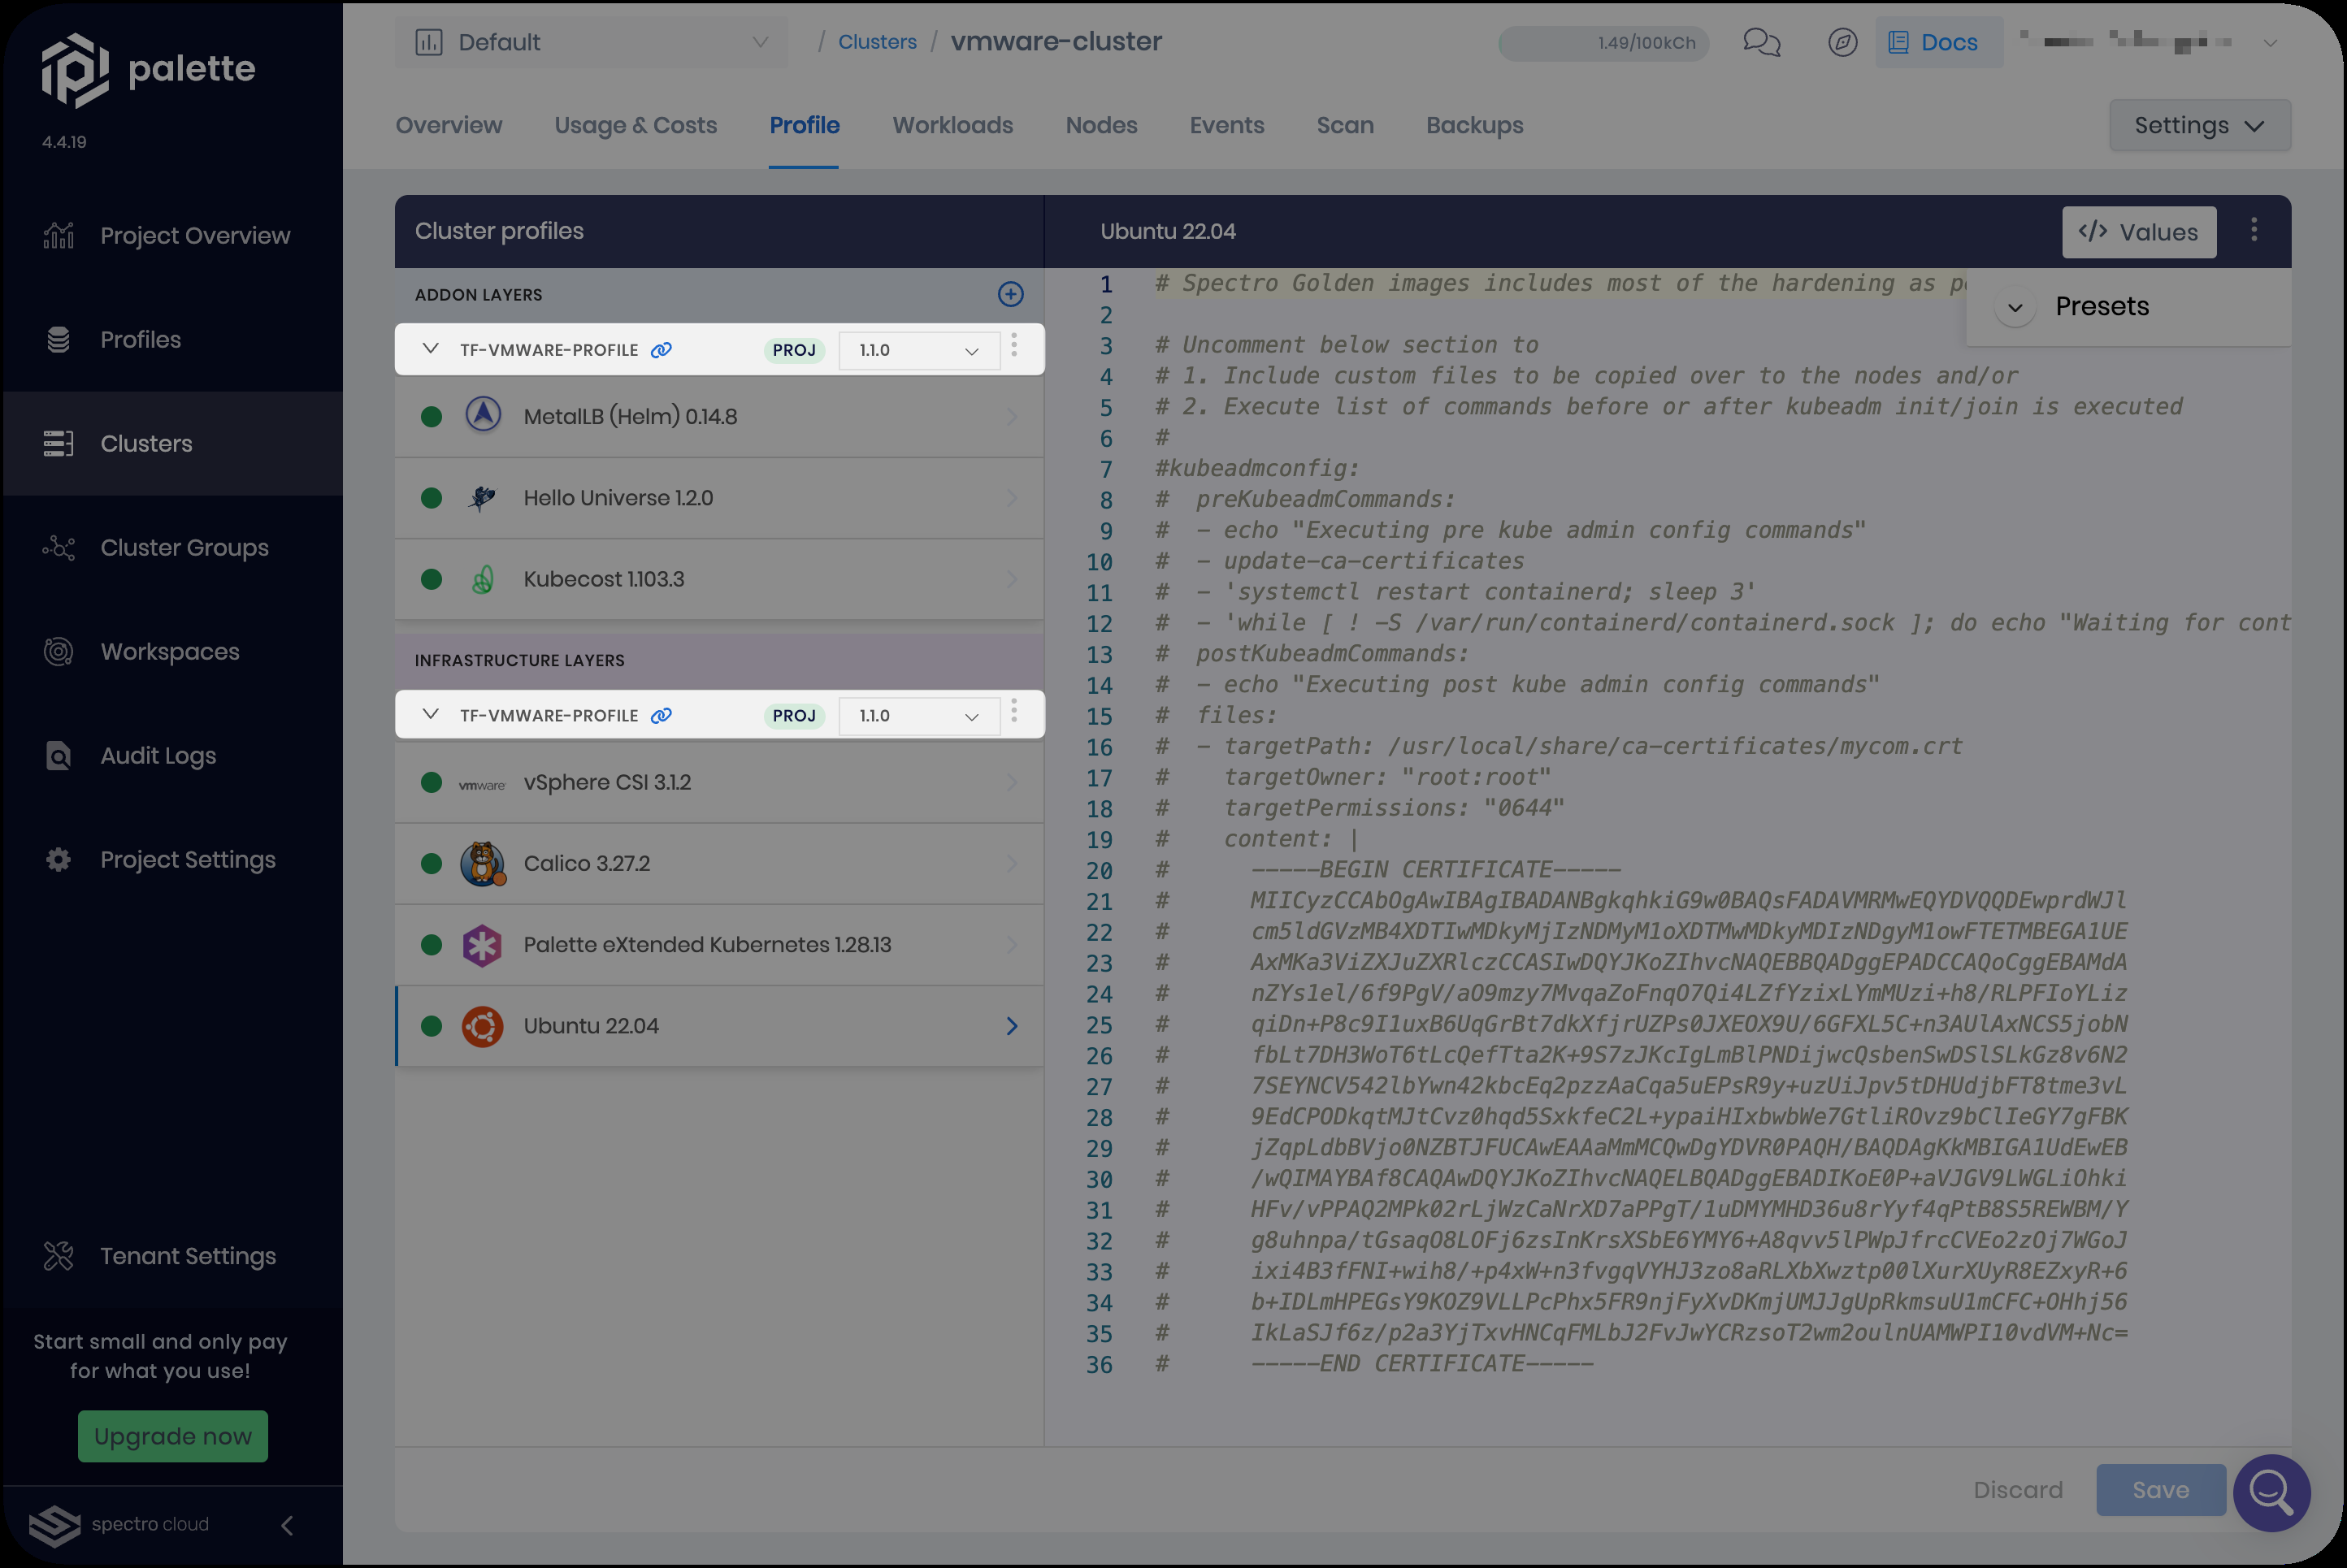 palette
4.4.19
Project Overview
Profiles
Clusters
Cluster Groups
Workspaces
Audit Logs
Project Settings
Tenant Settings
Start small and only pay
for what you use!
Upgrade now
spectro cloud
Default
/ Clusters / vmware-cluster
1.49/100kCh
Docs
Overview Usage & Costs Profile Workloads Nodes Events Scan Backups
Settings
Cluster profiles
ADDON LAYERS
TF-VMWARE-PROFILE PROJ 1.1.0
MetalLB (Helm) 0.14.8
Hello Universe 1.2.0
Kubecost 1.103.3
INFRASTRUCTURE LAYERS
TF-VMWARE-PROFILE PROJ 1.1.0
vmware vSphere CSI 3.1.2
Calico 3.27.2
Palette eXtended Kubernetes 1.28.13
Ubuntu 22.04
Ubuntu 22.04
</> Values
Presets
1 # Spectro Golden images includes most of the hardening as
2
3 # Uncomment below section to
4 # 1. Include custom files to be copied over to the nodes and/or
5 # 2. Execute list of commands before or after kubeadm init/join is executed
6 #
7 #kubeadmconfig:
8 #  preKubeadmCommands:
9 #  - echo "Executing pre kube admin config commands"
10 #  - update-ca-certificates
11 #  - 'systemctl restart containerd; sleep 3'
12 #  - 'while [ ! -S /var/run/containerd/containerd.sock ]; do echo "Waiting for cont
13 #  postKubeadmCommands:
14 #  - echo "Executing post kube admin config commands"
15 #  files:
16 #  - targetPath: /usr/local/share/ca-certificates/mycom.crt
17 #    targetOwner: "root:root"
18 #    targetPermissions: "0644"
19 #    content: |
20 #      -----BEGIN CERTIFICATE-----
21 #      MIICyzCCAbOgAwIBAgIBADANBgkqhkiG9w0BAQsFADAVMRMwEQYDVQQDEwprdWJl
22 #      cm5ldGVzMB4XDTIwMDkyMjIzNDMyM1oXDTMwMDkyMDIzNDgyM1owFTETMBEGA1UE
23 #      AxMKa3ViZXJuZXRlczCCASIwDQYJKoZIhvcNAQEBBQADggEPADCCAQoCggEBAMdA
24 #      nZYs1el/6f9PgV/aO9mzy7MvqaZoFnqO7Qi4LZfYzixLYmMUzi+h8/RLPFIoYLiz
25 #      qiDn+P8c9I1uxB6UqGrBt7dkXfjrUZPs0JXEOX9U/6GFXL5C+n3AUlAxNCS5jobN
26 #      fbLt7DH3WoT6tLcQefTta2K+9S7zJKcIgLmBlPNDijwcQsbenSwDSlSLkGz8v6N2
27 #      7SEYNCV542lbYwn42kbcEq2pzzAaCqa5uEPsR9y+uzUiJpv5tDHUdjbFT8tme3vL
28 #      9EdCPODkqtMJtCvz0hqd5SxkfeC2L+ypaiHIxbwbWe7GtliROvz9bClIeGY7gFBK
29 #      jZqpLdbBVjo0NZBTJFUCAwEAAaMmMCQwDgYDVR0PAQH/BAQDAgKkMBIGA1UdEwEB
30 #      /wQIMAYBAf8CAQAwDQYJKoZIhvcNAQELBQADggEBADIKoE0P+aVJGV9LWGLiOhki
31 #      HFv/vPPAQ2MPk02rLjWzCaNrXD7aPPgT/1uDMYMHD36u8rYyf4qPtB8S5REWBM/Y
32 #      g8uhnpa/tGsaqO8LOFj6zsInKrsXSbE6YMY6+A8qvv5lPWpJfrcCVEo2zOj7WGoJ
33 #      ixi4B3fFNI+wih8/+p4xW+n3fvgqVYHJ3zo8aRLXbXwztp00lXurXUyR8EZxyR+6
34 #      b+IDLmHPEGsY9KOZ9VLLPcPhx5FR9njFyXvDKmjUMJJgUpRkmsuU1mCFC+OHhj56
35 #      IkLaSJf6z/p2a3YjTxvHNCqFMLbJ2FvJwYCRzsoT2wm2oulnUAMWPI10vdVM+Nc=
36 #      -----END CERTIFICATE-----
Discard
Save